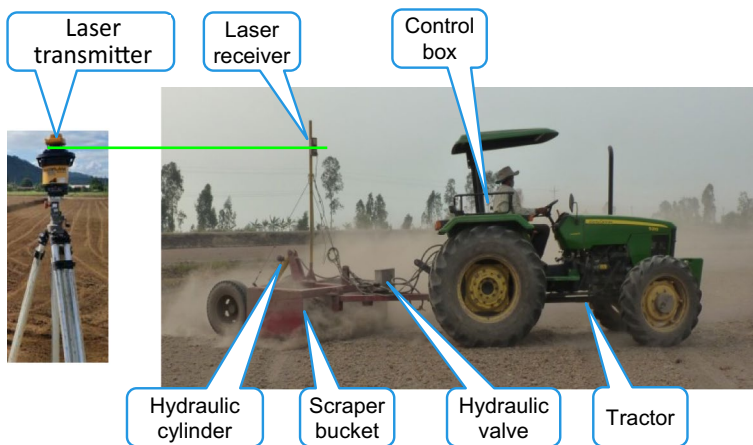 Laser
transmitter
Laser
receiver
Control
box
Hydraulic
cylinder
Scraper
bucket
Hydraulic
valve
Tractor